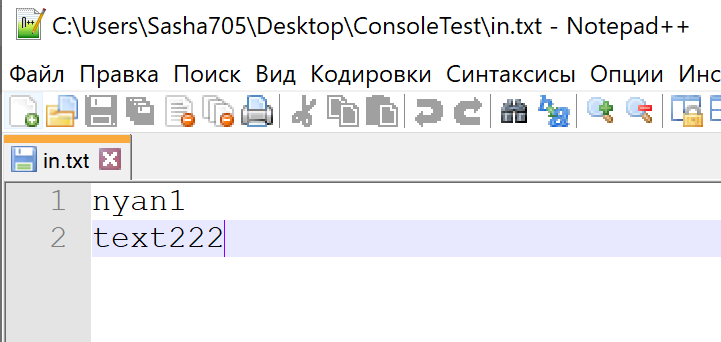 C:\Users\Sasha705\Desktop\ConsoleTest\in.txt - Notepad++
Файл Правка Поиск Вид Кодировки Синтаксисы Опции Инс
in.txt
1 nyan1
2 text222